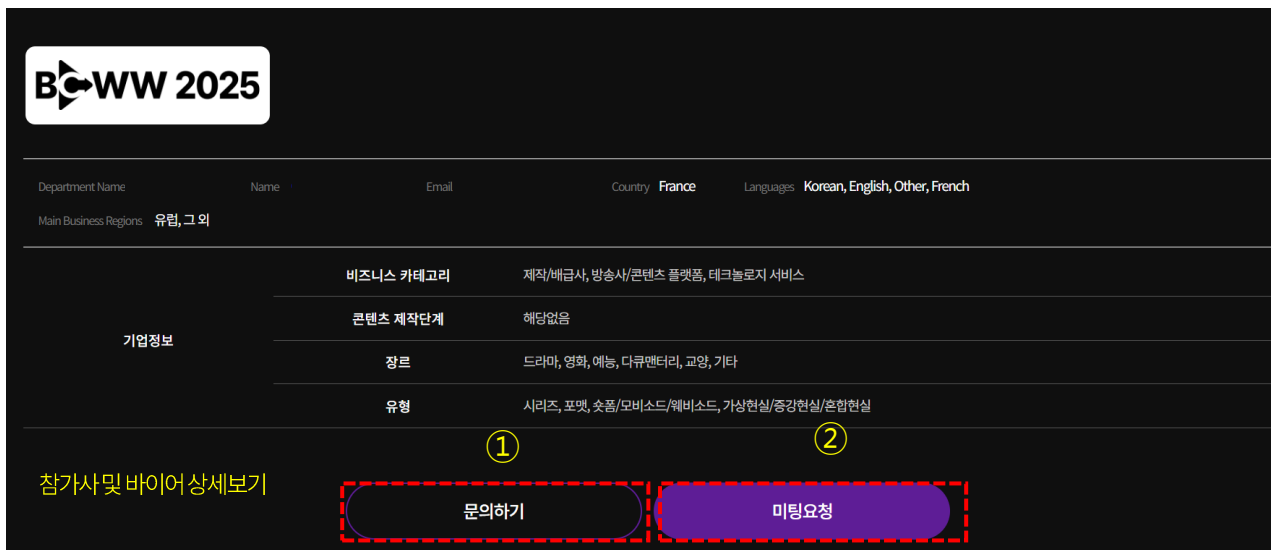 BCWW 2025
Department Name Name Email Country France Languages Korean, English, Other, French
Main Business Regions 유럽, 그 외
기업정보
비즈니스 카테고리 제작/배급사, 방송사/콘텐츠 플랫폼, 테크놀로지 서비스
콘텐츠 제작단계 해당없음
장르 드라마, 영화, 예능, 다큐맨터리, 교양, 기타
유형 시리즈, 포맷, 숏폼/모비소드/웨비소드, 가상현실/증강현실/혼합현실
① ②
참가사 및 바이어 상세보기
문의하기 미팅요청